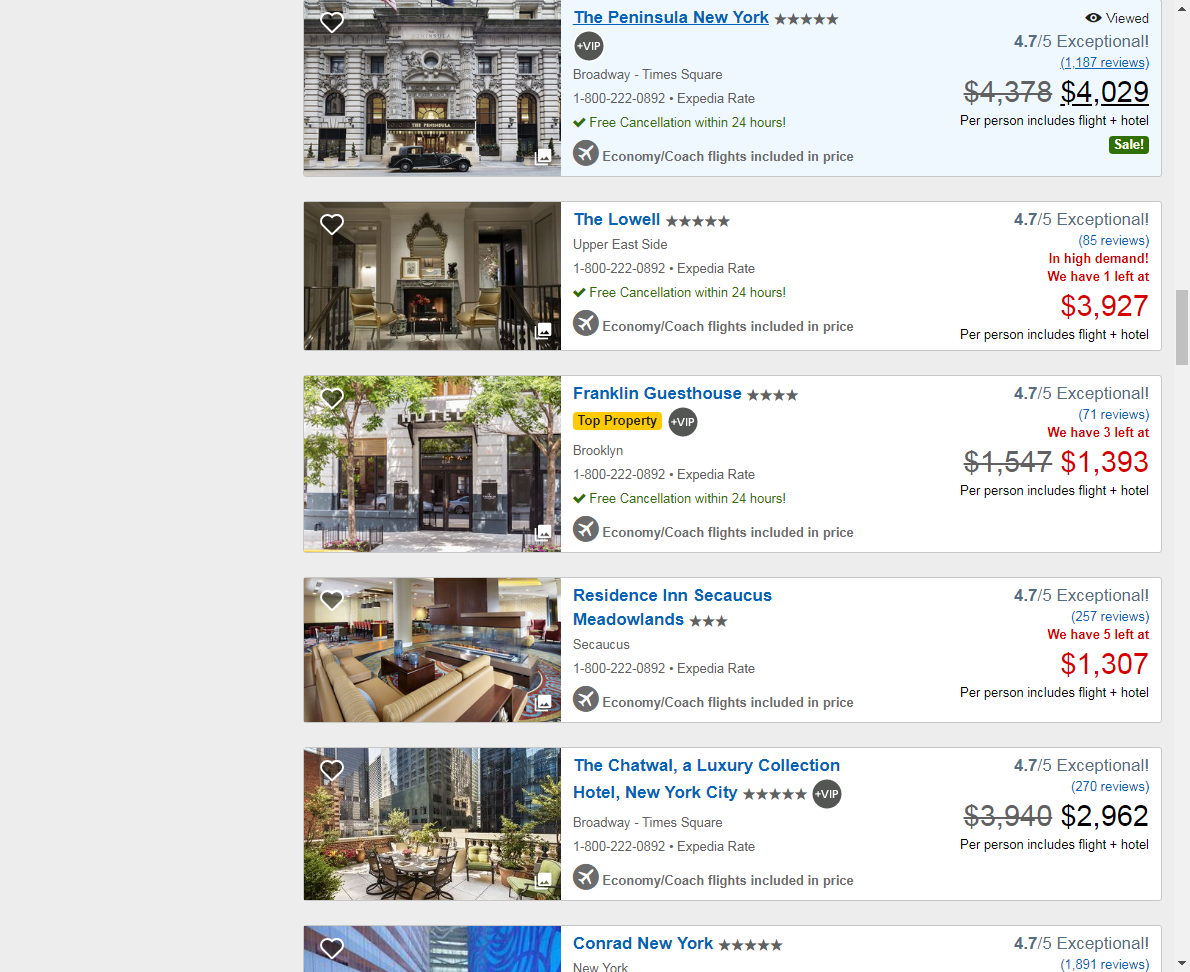 The Peninsula New York
Viewed
+VIP
4.7/5 Exceptional!
(1,187 reviews)
Broadway - Times Square
$4,378 $4,029
1-800-222-0892 • Expedia Rate
Per person includes flight + hotel
Free Cancellation within 24 hours!
Sale!
Economy/Coach flights included in price
THE PENINSULA
The Lowell
4.7/5 Exceptional!
Upper East Side
(85 reviews)
In high demand!
1-800-222-0892 • Expedia Rate
We have 1 left at
Free Cancellation within 24 hours!
$3,927
Economy/Coach flights included in price
Per person includes flight + hotel
Franklin Guesthouse
4.7/5 Exceptional!
Top Property +VIP
(71 reviews)
We have 3 left at
Brooklyn
$1,547 $1,393
1-800-222-0892 • Expedia Rate
Per person includes flight + hotel
Free Cancellation within 24 hours!
Economy/Coach flights included in price
Residence Inn Secaucus
Meadowlands
4.7/5 Exceptional!
(257 reviews)
We have 5 left at
Secaucus
$1,307
1-800-222-0892 • Expedia Rate
Per person includes flight + hotel
Economy/Coach flights included in price
The Chatwal, a Luxury Collection
Hotel, New York City +VIP
4.7/5 Exceptional!
(270 reviews)
$3,940 $2,962
Broadway - Times Square
1-800-222-0892 • Expedia Rate
Per person includes flight + hotel
Economy/Coach flights included in price
Conrad New York
4.7/5 Exceptional!
(1,891 reviews)
New York